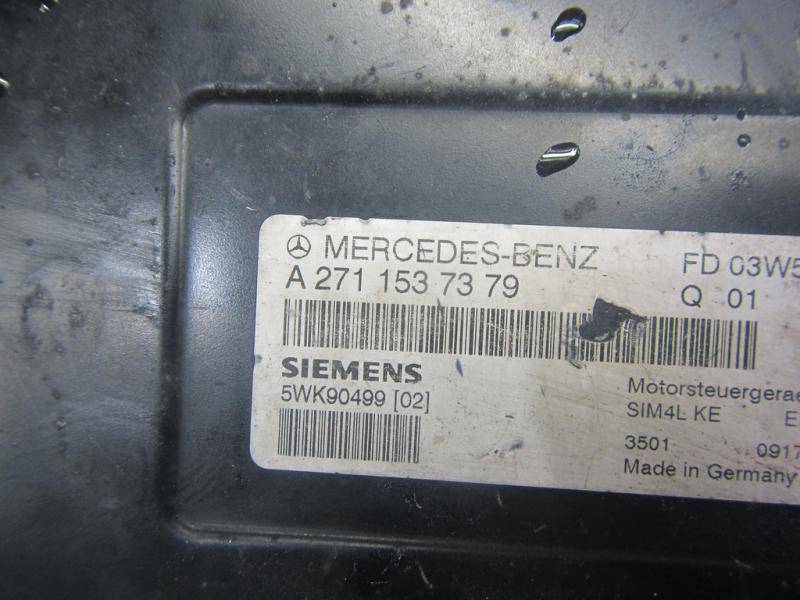 MERCEDES-BENZ FD 03W5
A 271 153 73 79 Q 01
SIEMENS
5WK90499 [02]
Motorsteuergerae
SIM4L KE E
3501 0917
Made in Germany